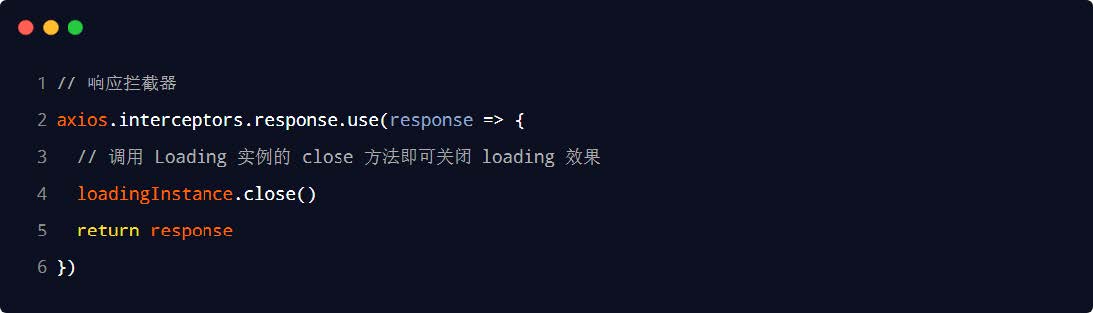 1 // 响应拦截器
2 axios.interceptors.response.use(response => {
3   // 调用 Loading 实例的 close 方法即可关闭 loading 效果
4   loadingInstance.close()
5   return response
6 })